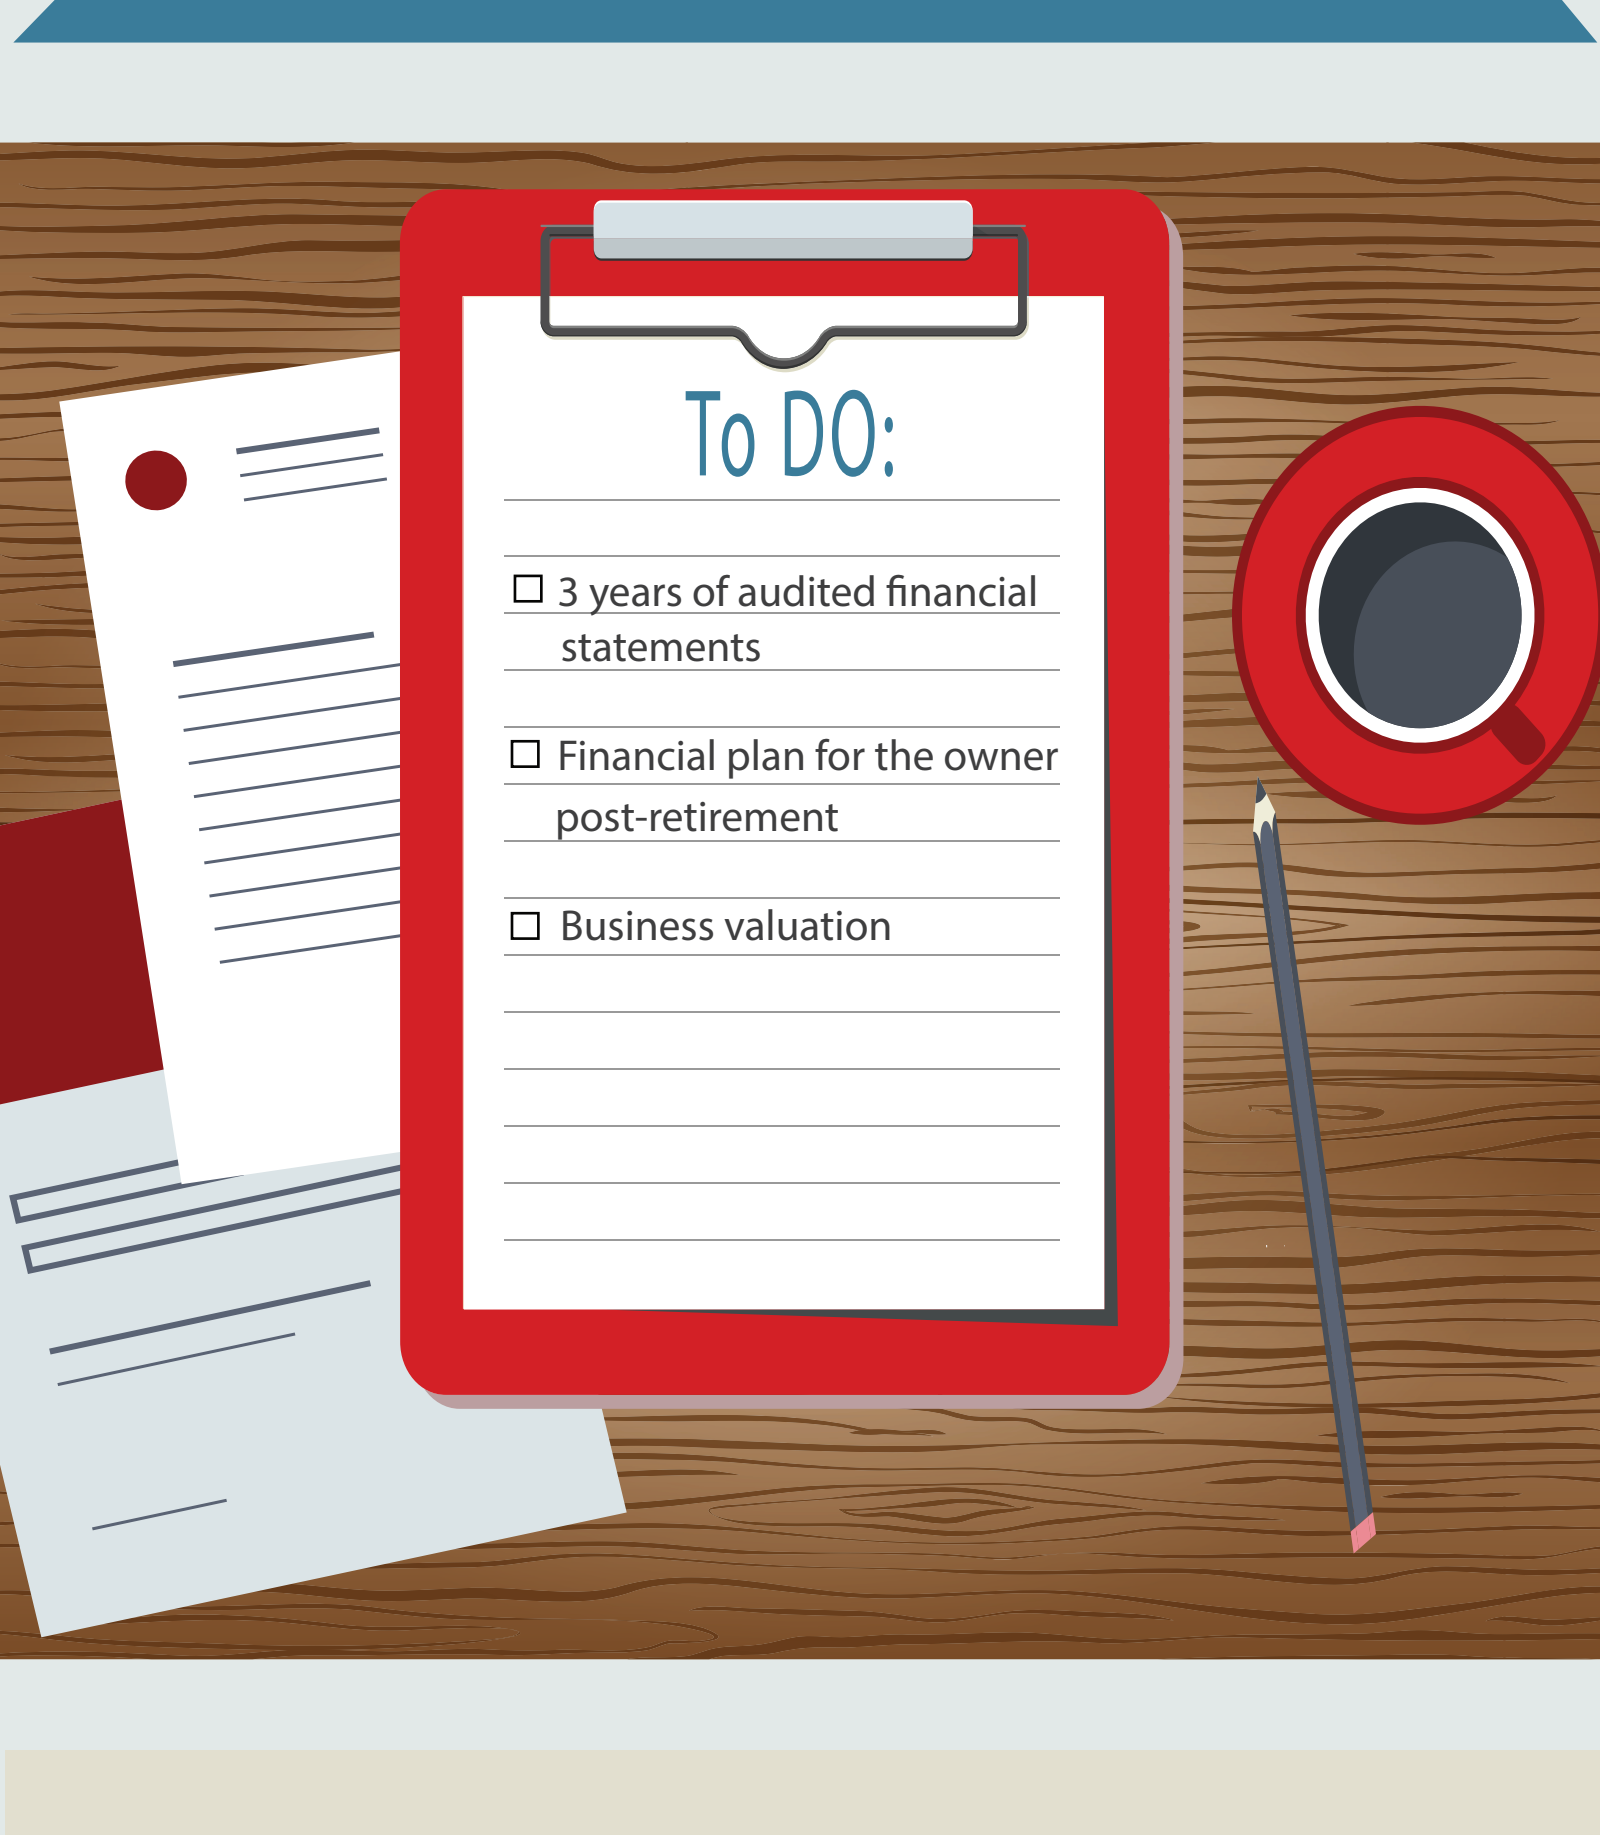 To DO:
3 years of audited financial
statements
Financial plan for the owner
post-retirement
Business valuation